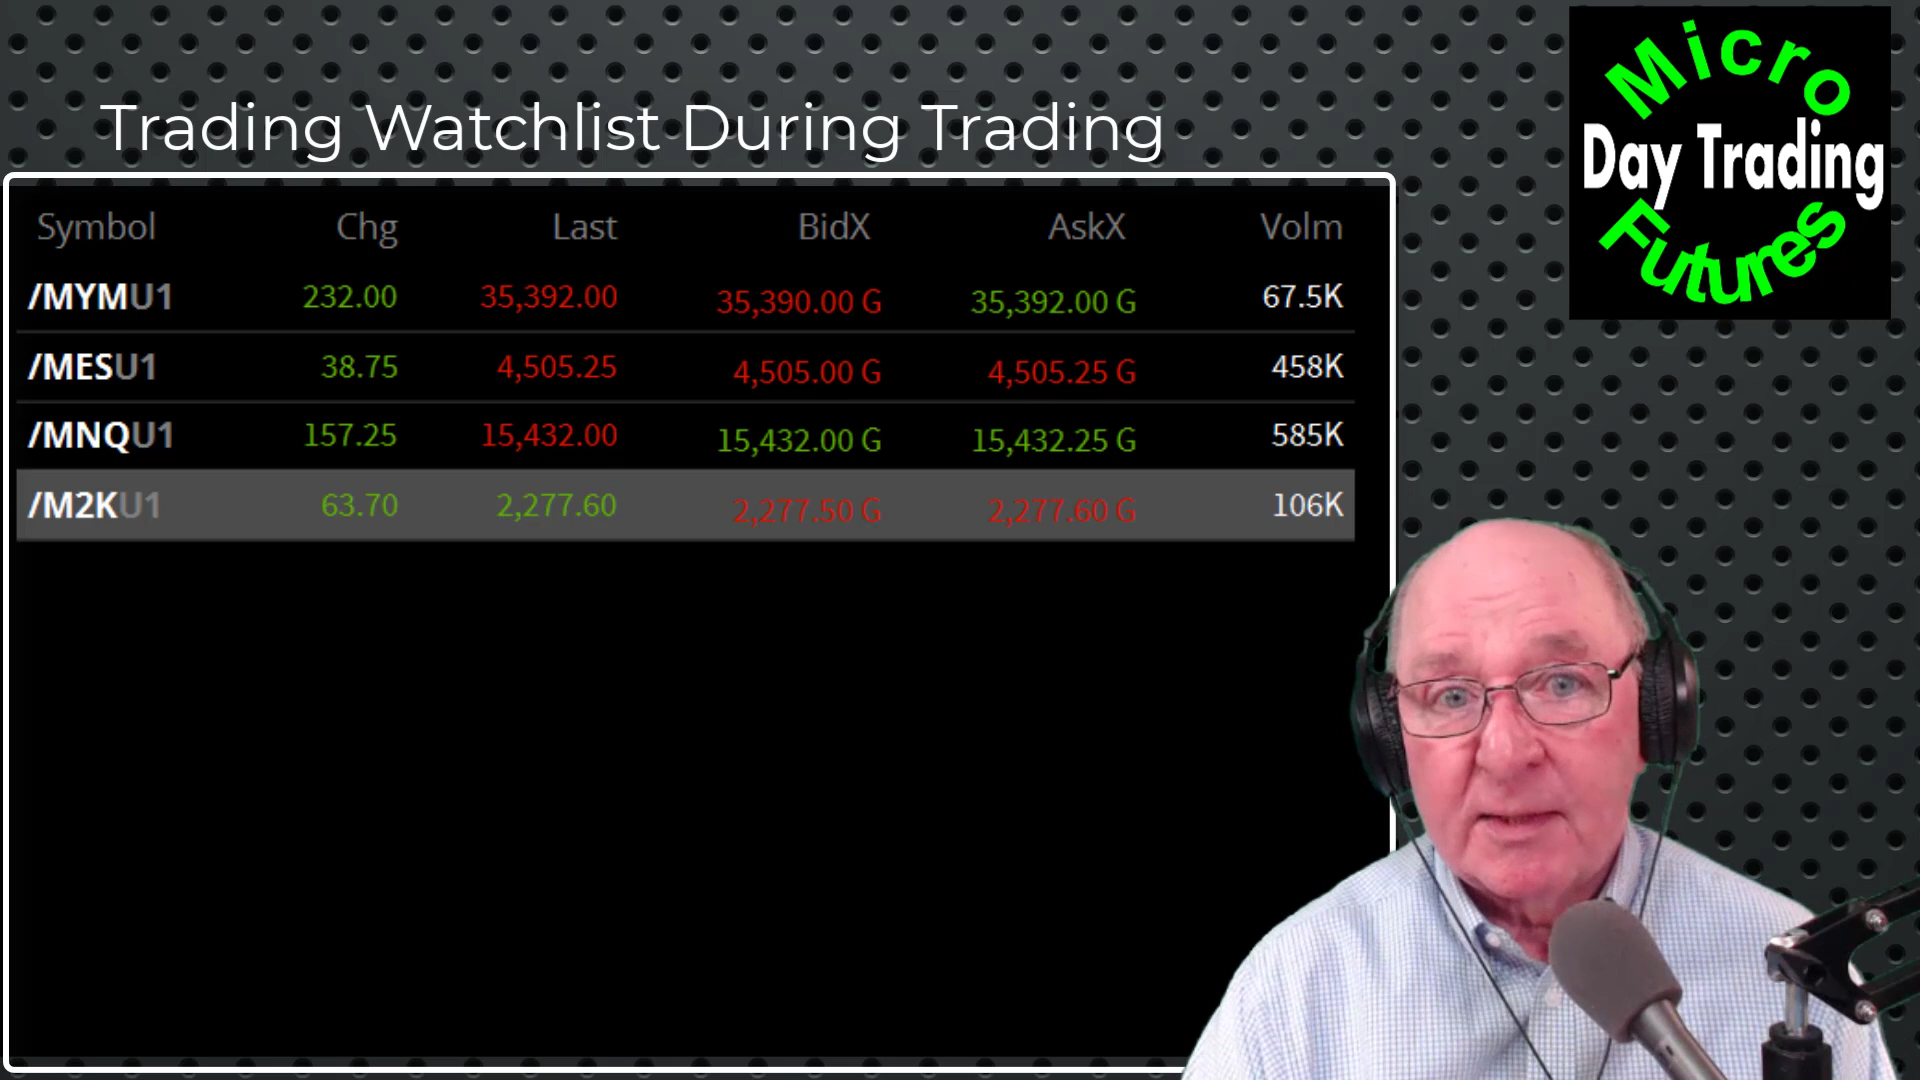 Trading Watchlist During Trading
Micro
Day Trading
Futures
Symbol Chg Last BidX AskX Volm
/MYMU1 232.00 35,392.00 35,390.00 G 35,392.00 G 67.5K
/MESU1 38.75 4,505.25 4,505.00 G 4,505.25 G 458K
/MNQU1 157.25 15,432.00 15,432.00 G 15,432.25 G 585K
/M2KU1 63.70 2,277.60 2,277.50 G 2,277.60 G 106K